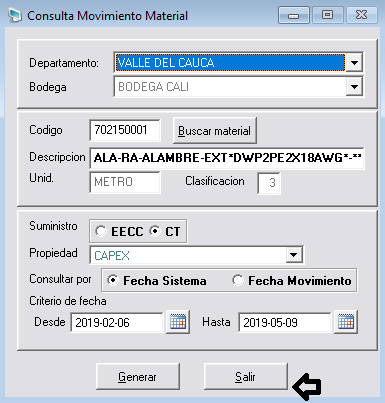 Consulta Movimiento Material
Departamento: VALLE DEL CAUCA
Bodega BODEGA CALI
Codigo 702150001 Buscar material
Descripcion ALA-RA-ALAMBRE-EXT*DWP2PE2X18AWG*-**
Unid. METRO Clasificacion 3
Suministro EECC CT
Propiedad CAPEX
Consultar por Fecha Sistema Fecha Movimiento
Criterio de fecha
Desde 2019-02-06 Hasta 2019-05-09
Generar Salir